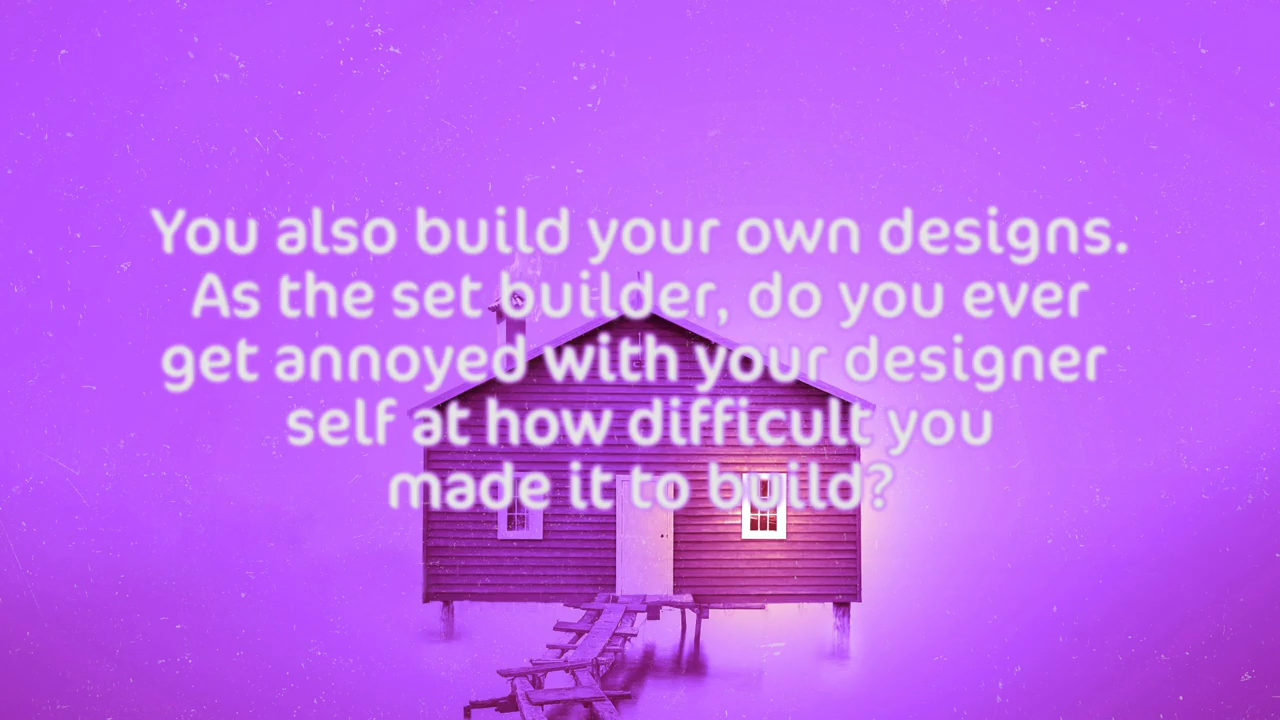 You also build your own designs.
As the set builder, do you ever
get annoyed with your designer
self at how difficult you
made it to build?